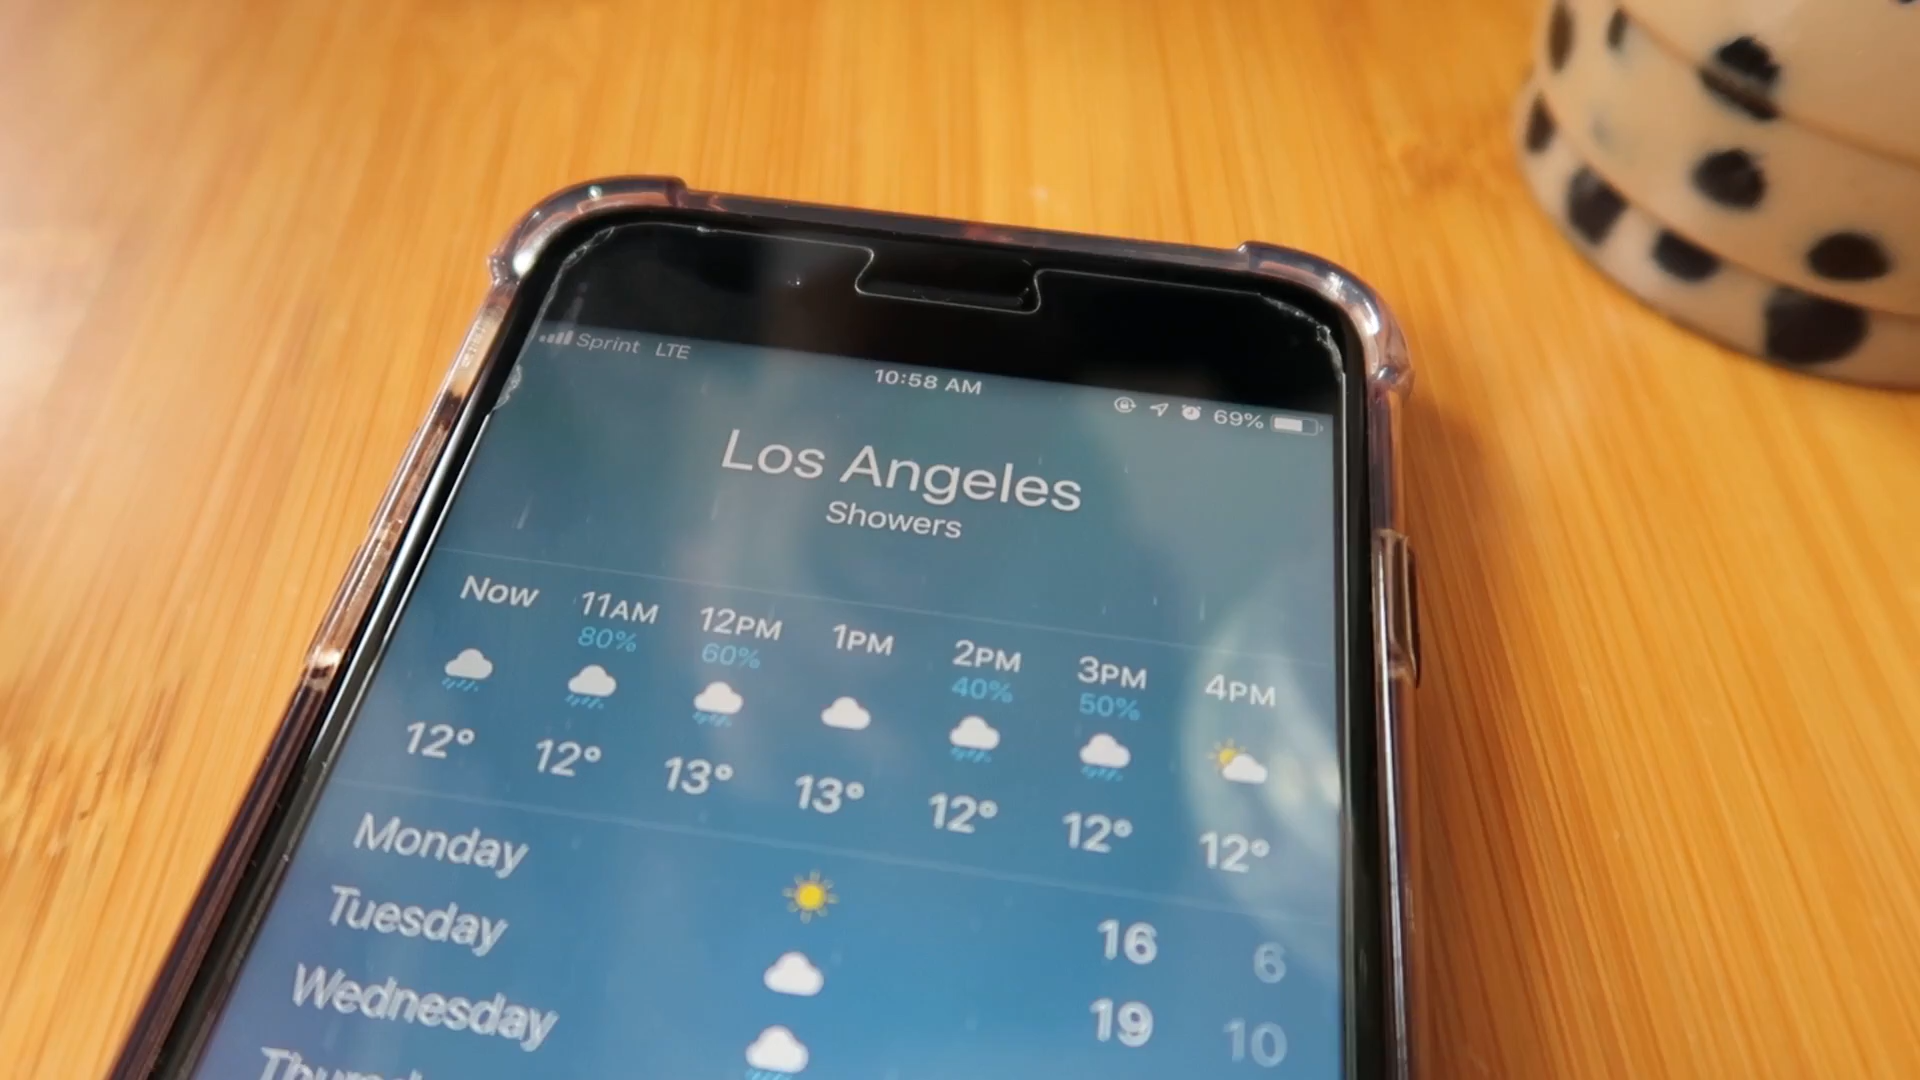 Sprint LTE
10:58 AM
69%
Los Angeles
Showers
Now 11AM 12PM 1PM 2PM 3PM 4PM
80% 60% 40% 50%
12° 12° 13° 13° 12° 12° 12°
Monday 16 6
Tuesday 19 10
Wednesday